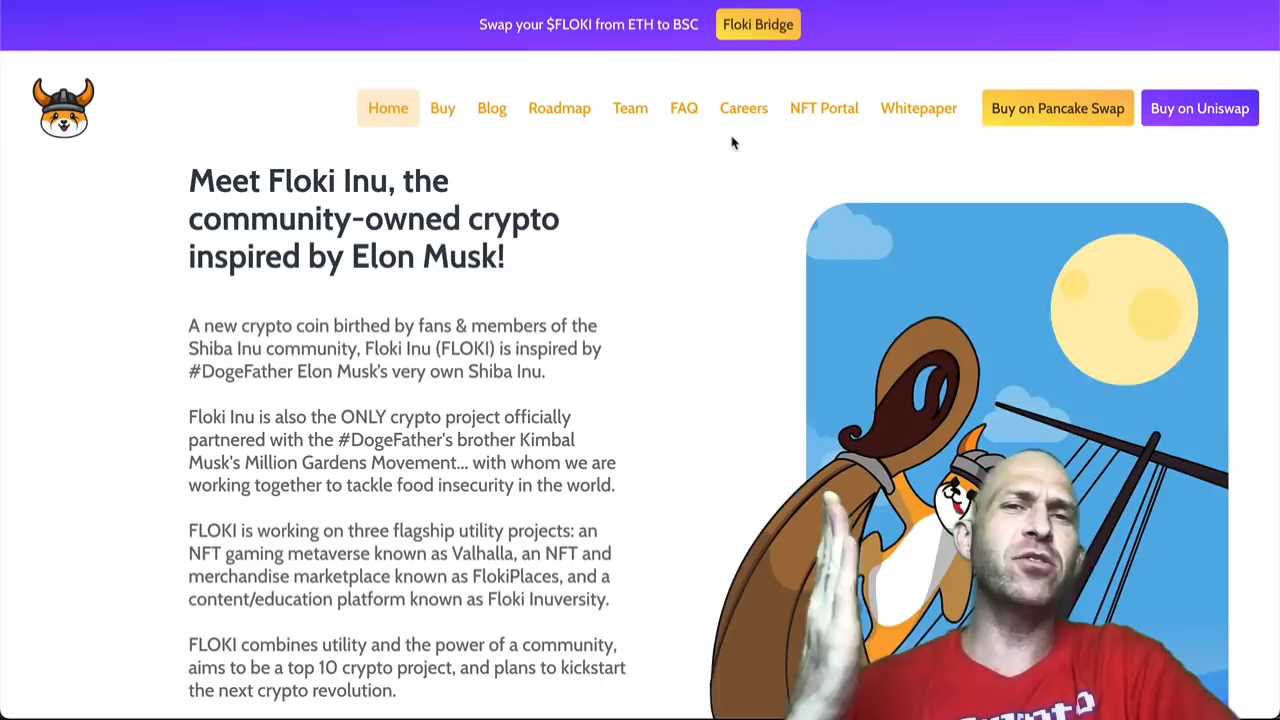 Swap your $FLOKI from ETH to BSC Floki Bridge
Home Buy Blog Roadmap Team FAQ Careers NFT Portal Whitepaper Buy on Pancake Swap Buy on Uniswap
Meet Floki Inu, the
community-owned crypto
inspired by Elon Musk!
A new crypto coin birthed by fans & members of the
Shiba Inu community, Floki Inu (FLOKI) is inspired by
#DogeFather Elon Musk's very own Shiba Inu.
Floki Inu is also the ONLY crypto project officially
partnered with the #DogeFather's brother Kimbal
Musk's Million Gardens Movement... with whom we are
working together to tackle food insecurity in the world.
FLOKI is working on three flagship utility projects: an
NFT gaming metaverse known as Valhalla, an NFT and
merchandise marketplace known as FlokiPlaces, and a
content/education platform known as Floki Inuversity.
FLOKI combines utility and the power of a community,
aims to be a top 10 crypto project, and plans to kickstart
the next crypto revolution.